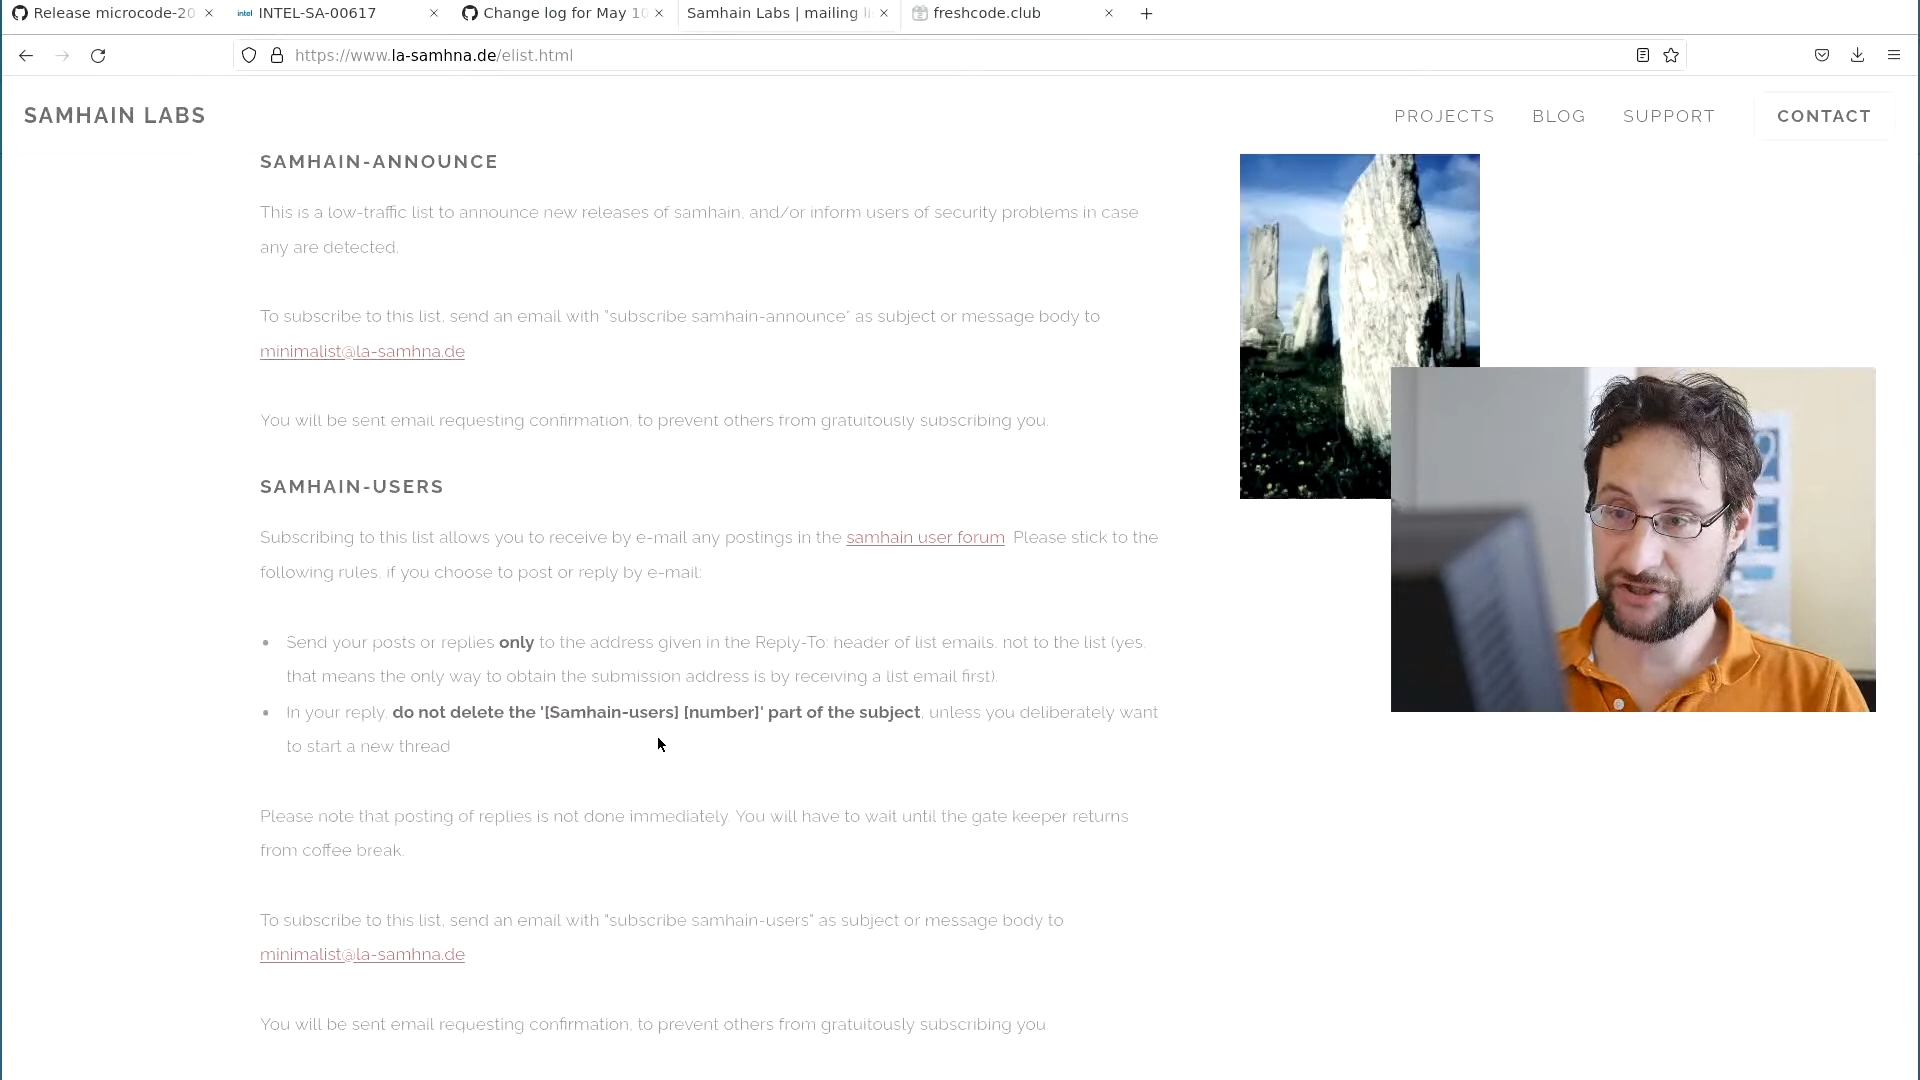 Release microcode-20
intel INTEL-SA-00617
Change log for May 10
Samhain Labs | mailing li
freshcode.club
https://www.la-samhna.de/elist.html
SAMHAIN LABS
PROJECTS BLOG SUPPORT CONTACT
SAMHAIN-ANNOUNCE
This is a low-traffic list to announce new releases of samhain, and/or inform users of security problems in case
any are detected.
To subscribe to this list, send an email with "subscribe samhain-announce" as subject or message body to
minimalist@la-samhna.de
You will be sent email requesting confirmation, to prevent others from gratuitously subscribing you.
SAMHAIN-USERS
Subscribing to this list allows you to receive by e-mail any postings in the samhain user forum. Please stick to the
following rules, if you choose to post or reply by e-mail:
• Send your posts or replies only to the address given in the Reply-To: header of list emails, not to the list (yes,
that means the only way to obtain the submission address is by receiving a list email first).
• In your reply, do not delete the '[Samhain-users] [number]' part of the subject, unless you deliberately want
to start a new thread
Please note that posting of replies is not done immediately. You will have to wait until the gate keeper returns
from coffee break.
To subscribe to this list, send an email with "subscribe samhain-users" as subject or message body to
minimalist@la-samhna.de
You will be sent email requesting confirmation, to prevent others from gratuitously subscribing you.